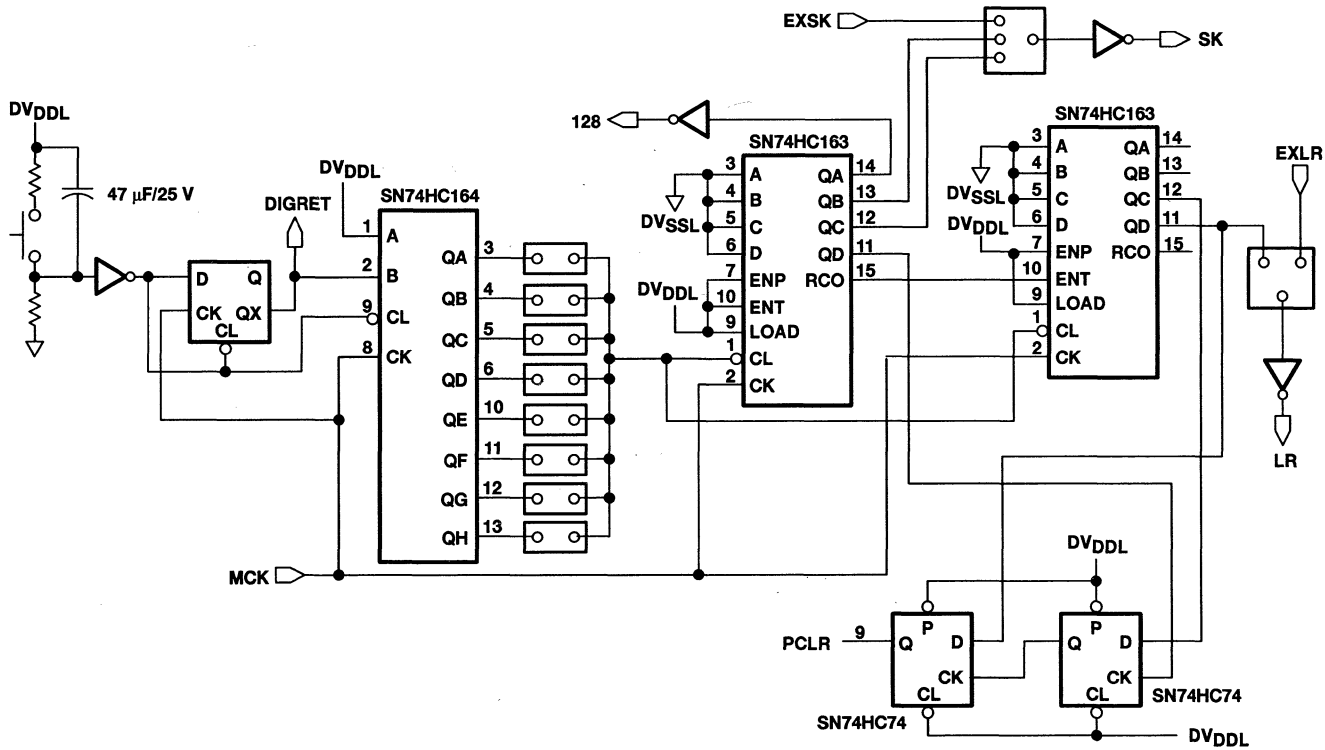 EXSK
SK
DVDDL
47 μF/25 V
DVDDL
DIGRET
128
D Q
CK QX
CL
SN74HC164
1 A
2 B
9 CL
8 CK
QA 3
QB 4
QC 5
QD 6
QE 10
QF 11
QG 12
QH 13
MCK
SN74HC163
3 A
4 B
5 C
6 D
7 ENP
10 ENT
9 LOAD
1 CL
2 CK
QA 14
QB 13
QC 12
QD 11
RCO 15
DVSSL
DVDDL
SN74HC163
3 A
4 B
5 C
6 D
7 ENP
10 ENT
9 LOAD
1 CL
2 CK
QA 14
QB 13
QC 12
QD 11
RCO 15
DVSSL
DVDDL
EXLR
LR
DVDDL
PCLR 9
Q P D
CK
CL
SN74HC74
Q P D
CK
CL
SN74HC74
DVDDL